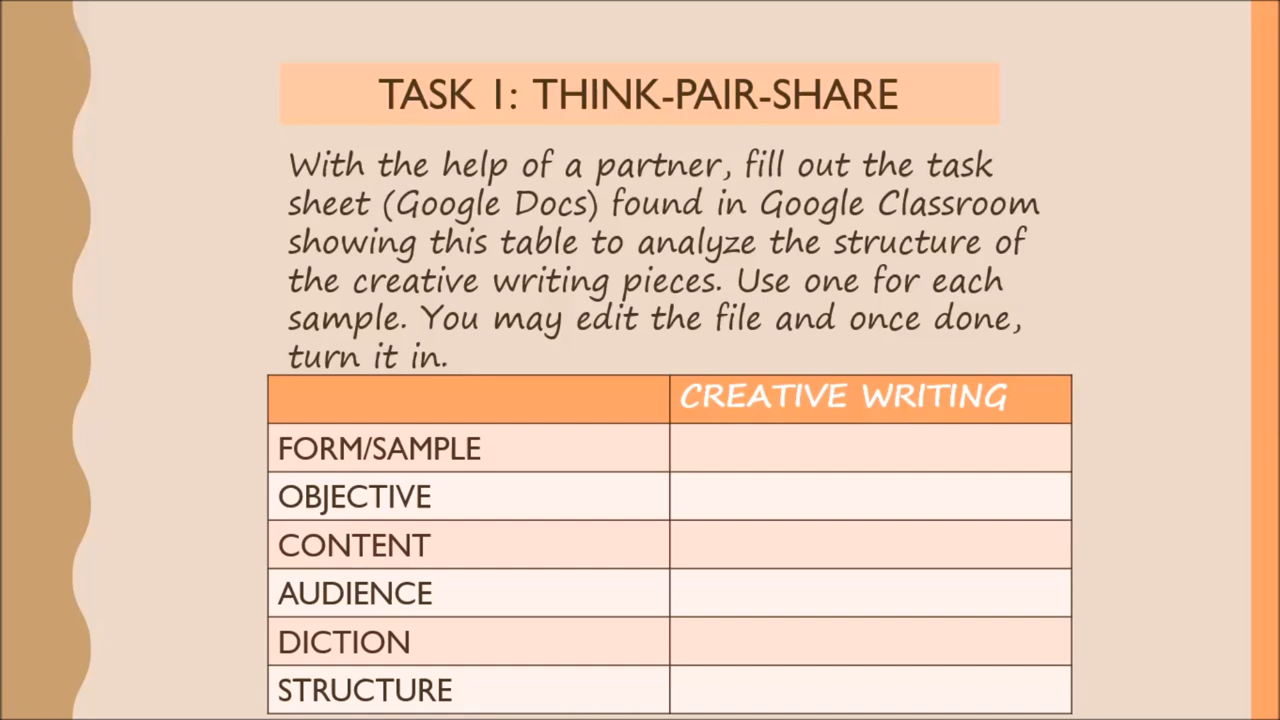 TASK 1: THINK-PAIR-SHARE
With the help of a partner, fill out the task
sheet (Google Docs) found in Google Classroom
showing this table to analyze the structure of
the creative writing pieces. Use one for each
sample. You may edit the file and once done,
turn it in.
CREATIVE WRITING
FORM/SAMPLE
OBJECTIVE
CONTENT
AUDIENCE
DICTION
STRUCTURE